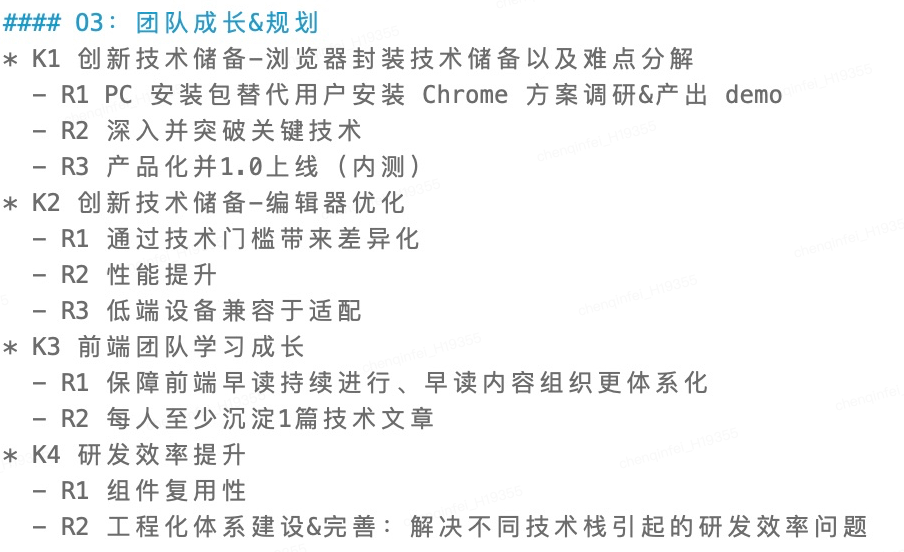 #### O3: 团队成长&规划
* K1 创新技术储备-浏览器封装技术储备以及难点分解
- R1 PC 安装包替代用户安装 Chrome 方案调研&产出 demo
- R2 深入并突破关键技术
- R3 产品化并1.0上线（内测）
* K2 创新技术储备-编辑器优化
- R1 通过技术门槛带来差异化
- R2 性能提升
- R3 低端设备兼容于适配
* K3 前端团队学习成长
- R1 保障前端早读持续进行、早读内容组织更体系化
- R2 每人至少沉淀1篇技术文章
* K4 研发效率提升
- R1 组件复用性
- R2 工程化体系建设&完善: 解决不同技术栈引起的研发效率问题